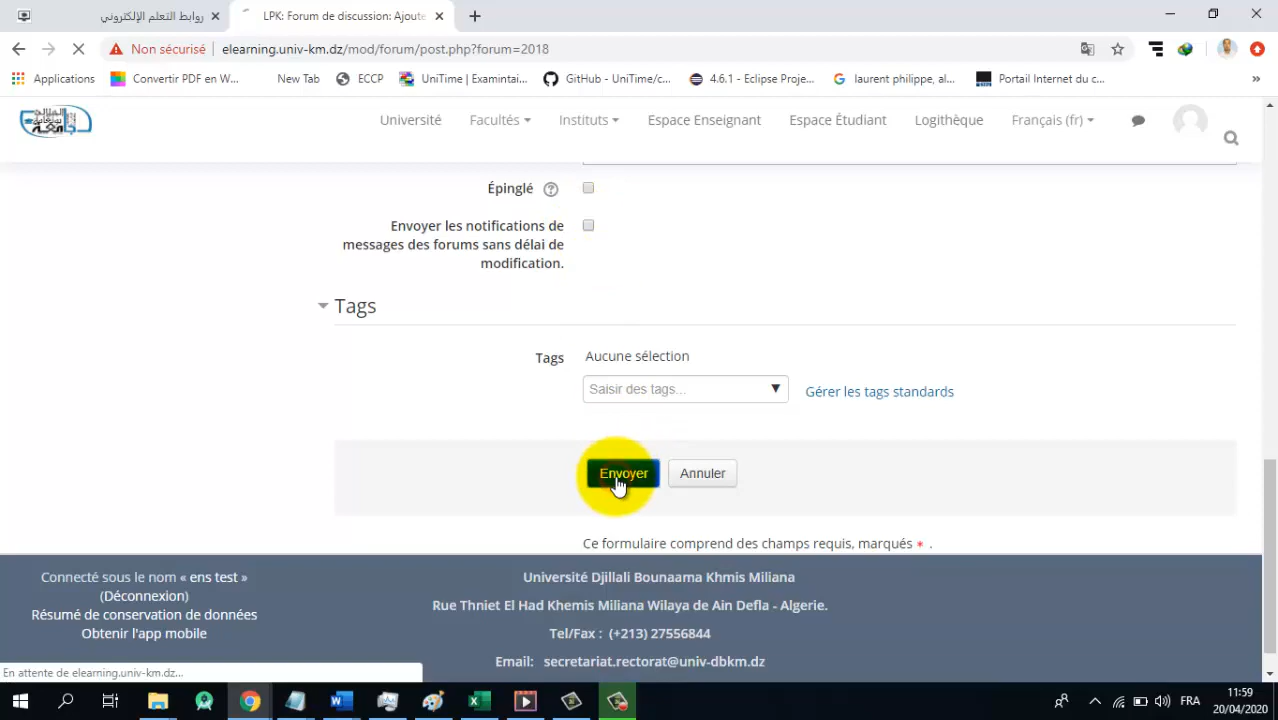 روابط التعلم الإلكتروني
LPK: Forum de discussion: Ajoute
Non sécurisé
elearning.univ-km.dz/mod/forum/post.php?forum=2018
Applications
Convertir PDF en W...
New Tab
ECCP
UniTime | Examintai...
GitHub - UniTime/c...
4.6.1 - Eclipse Proje...
laurent philippe, al...
Portail Internet du c...
»
Université
Facultés
Instituts
Espace Enseignant
Espace Étudiant
Logithèque
Français (fr)
Épinglé
Envoyer les notifications de
messages des forums sans délai de
modification.
Tags
Tags
Aucune sélection
Saisir des tags...
Gérer les tags standards
Envoyer
Annuler
Ce formulaire comprend des champs requis, marqués * .
Connecté sous le nom « ens test »
(Déconnexion)
Résumé de conservation de données
Obtenir l'app mobile
Université Djillali Bounaama Khmis Miliana
Rue Thniet El Had Khemis Miliana Wilaya de Ain Defla - Algerie.
Tel/Fax : (+213) 27556844
Email: secretariat.rectorat@univ-dbkm.dz
En attente de elearning.univ-km.dz...
FRA
11:59
20/04/2020